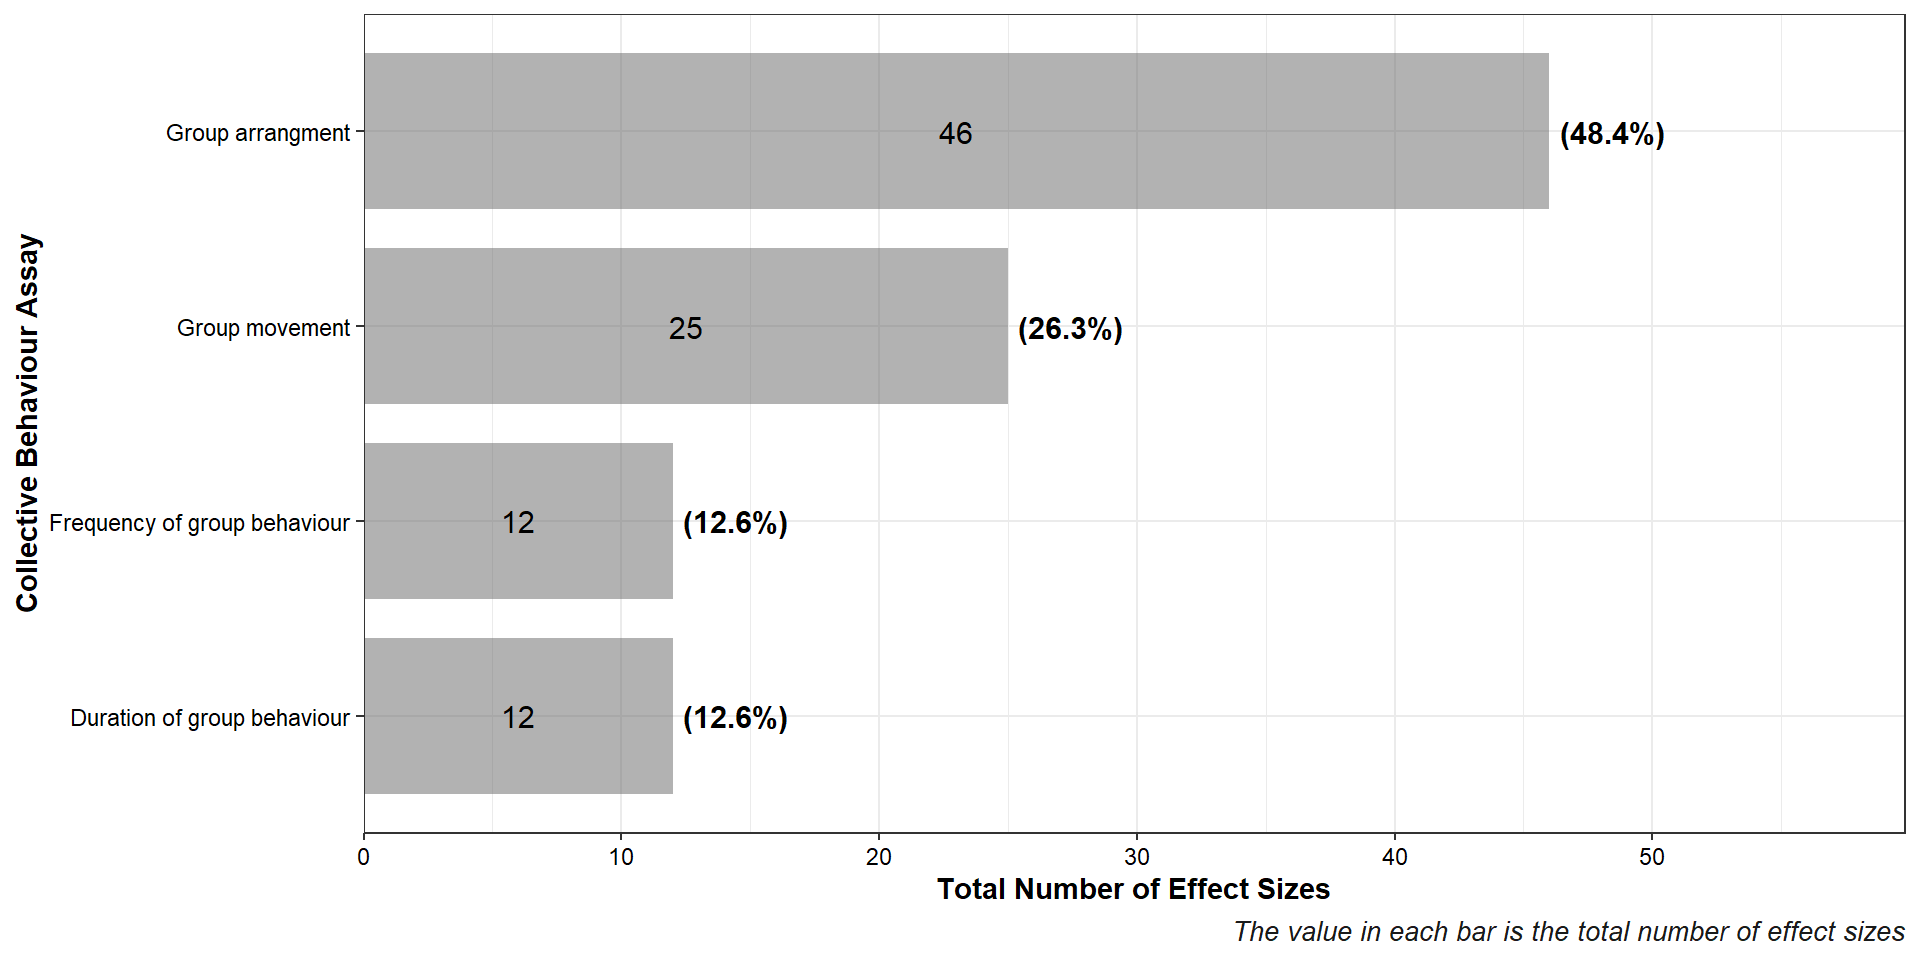 Collective Behaviour Assay
Group arrangment
46
(48.4%)
Group movement
25
(26.3%)
Frequency of group behaviour
12
(12.6%)
Duration of group behaviour
12
(12.6%)
0 10 20 30 40 50
Total Number of Effect Sizes
The value in each bar is the total number of effect sizes